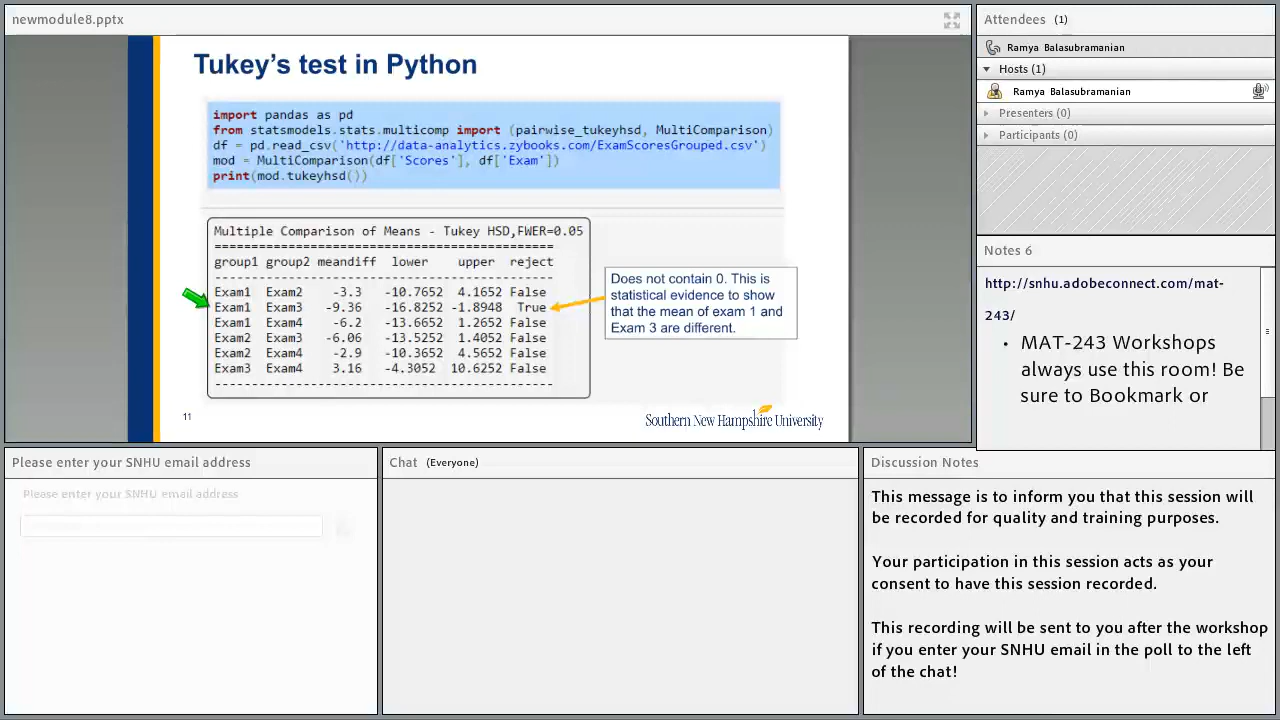 newmodule8.pptx
Tukey's test in Python
import pandas as pd
from statsmodels.stats.multicomp import (pairwise_tukeyhsd, MultiComparison)
df = pd.read_csv('http://data-analytics.zybooks.com/ExamScoresGrouped.csv')
mod = MultiComparison(df['Scores'], df['Exam'])
print(mod.tukeyhsd())
Multiple Comparison of Means - Tukey HSD,FWER=0.05
==============================================
group1 group2 meandiff lower upper reject
----------------------------------------------
Exam1 Exam2 -3.3 -10.7652 4.1652 False
Exam1 Exam3 -9.36 -16.8252 -1.8948 True
Exam1 Exam4 -6.2 -13.6652 1.2652 False
Exam2 Exam3 -6.06 -13.5252 1.4052 False
Exam2 Exam4 -2.9 -10.3652 4.5652 False
Exam3 Exam4 3.16 -4.3052 10.6252 False
----------------------------------------------
Does not contain 0. This is
statistical evidence to show
that the mean of exam 1 and
Exam 3 are different.
11
Southern New Hampshire University
Attendees (1)
Ramya Balasubramanian
Hosts (1)
Ramya Balasubramanian
Presenters (0)
Participants (0)
Notes 6
http://snhu.adobeconnect.com/mat-
243/
• MAT-243 Workshops
always use this room! Be
sure to Bookmark or
Please enter your SNHU email address
Please enter your SNHU email address
Chat (Everyone)
Discussion Notes
This message is to inform you that this session will
be recorded for quality and training purposes.
Your participation in this session acts as your
consent to have this session recorded.
This recording will be sent to you after the workshop
if you enter your SNHU email in the poll to the left
of the chat!